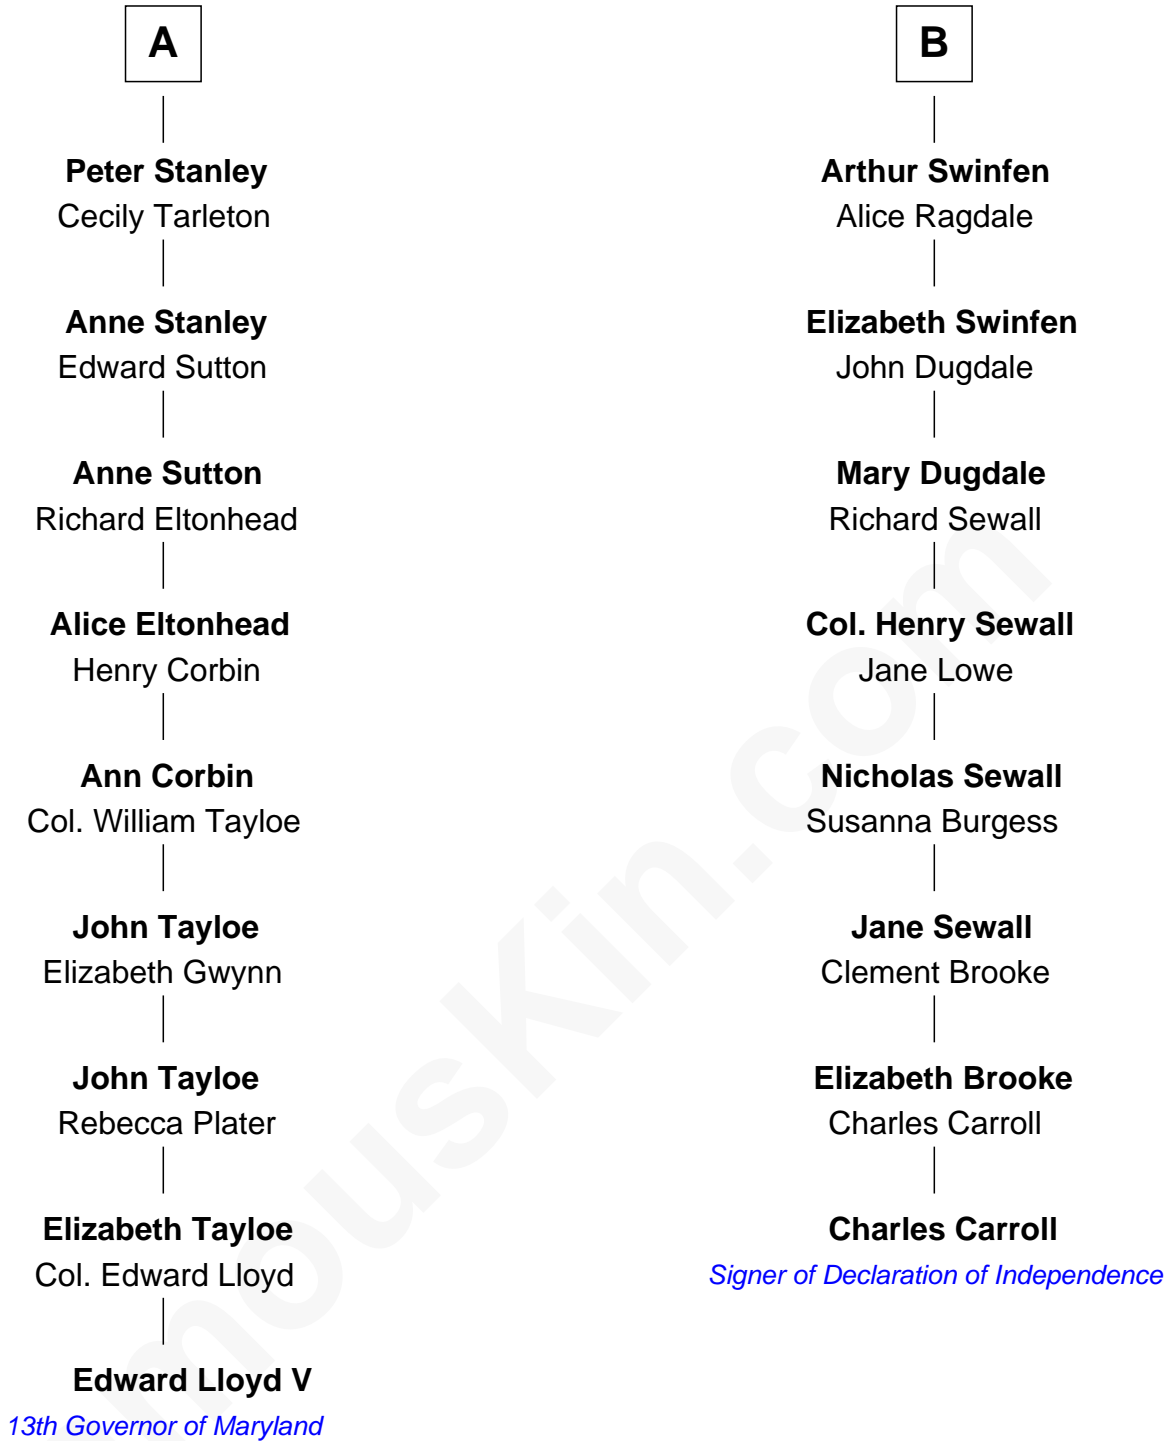 A
Peter Stanley
Cecily Tarleton
Anne Stanley
Edward Sutton
Anne Sutton
Richard Eltonhead
Alice Eltonhead
Henry Corbin
Ann Corbin
Col. William Tayloe
John Tayloe
Elizabeth Gwynn
John Tayloe
Rebecca Plater
Elizabeth Tayloe
Col. Edward Lloyd
Edward Lloyd V
13th Governor of Maryland
B
Arthur Swinfen
Alice Ragdale
Elizabeth Swinfen
John Dugdale
Mary Dugdale
Richard Sewall
Col. Henry Sewall
Jane Lowe
Nicholas Sewall
Susanna Burgess
Jane Sewall
Clement Brooke
Elizabeth Brooke
Charles Carroll
Charles Carroll
Signer of Declaration of Independence
mousKin.com